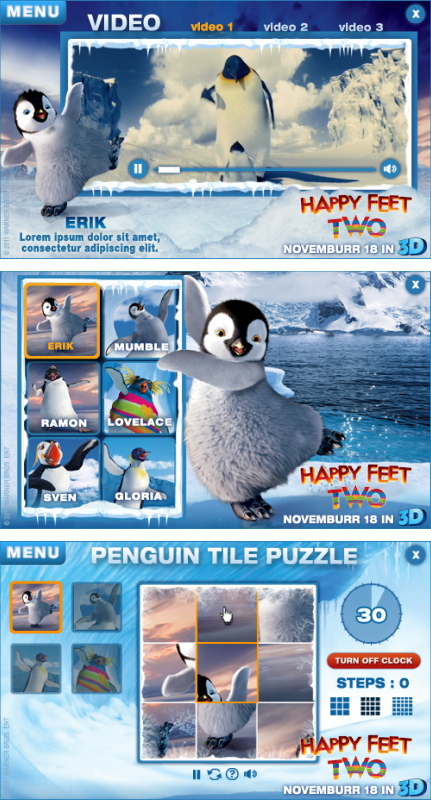 MENU
VIDEO
video 1
video 2
video 3
X
ERIK
Lorem ipsum dolor sit amet,
consectetur adipiscing elit.
HAPPY FEET
TWO
NOVEMBURR 18 IN 3D
X
ERIK
MUMBLE
RAMON
LOVELACE
SVEN
GLORIA
HAPPY FEET
TWO
NOVEMBURR 18 IN 3D
MENU
PENGUIN TILE PUZZLE
X
30
TURN OFF CLOCK
STEPS : 0
?
HAPPY FEET
TWO
NOVEMBURR 18 IN 3D